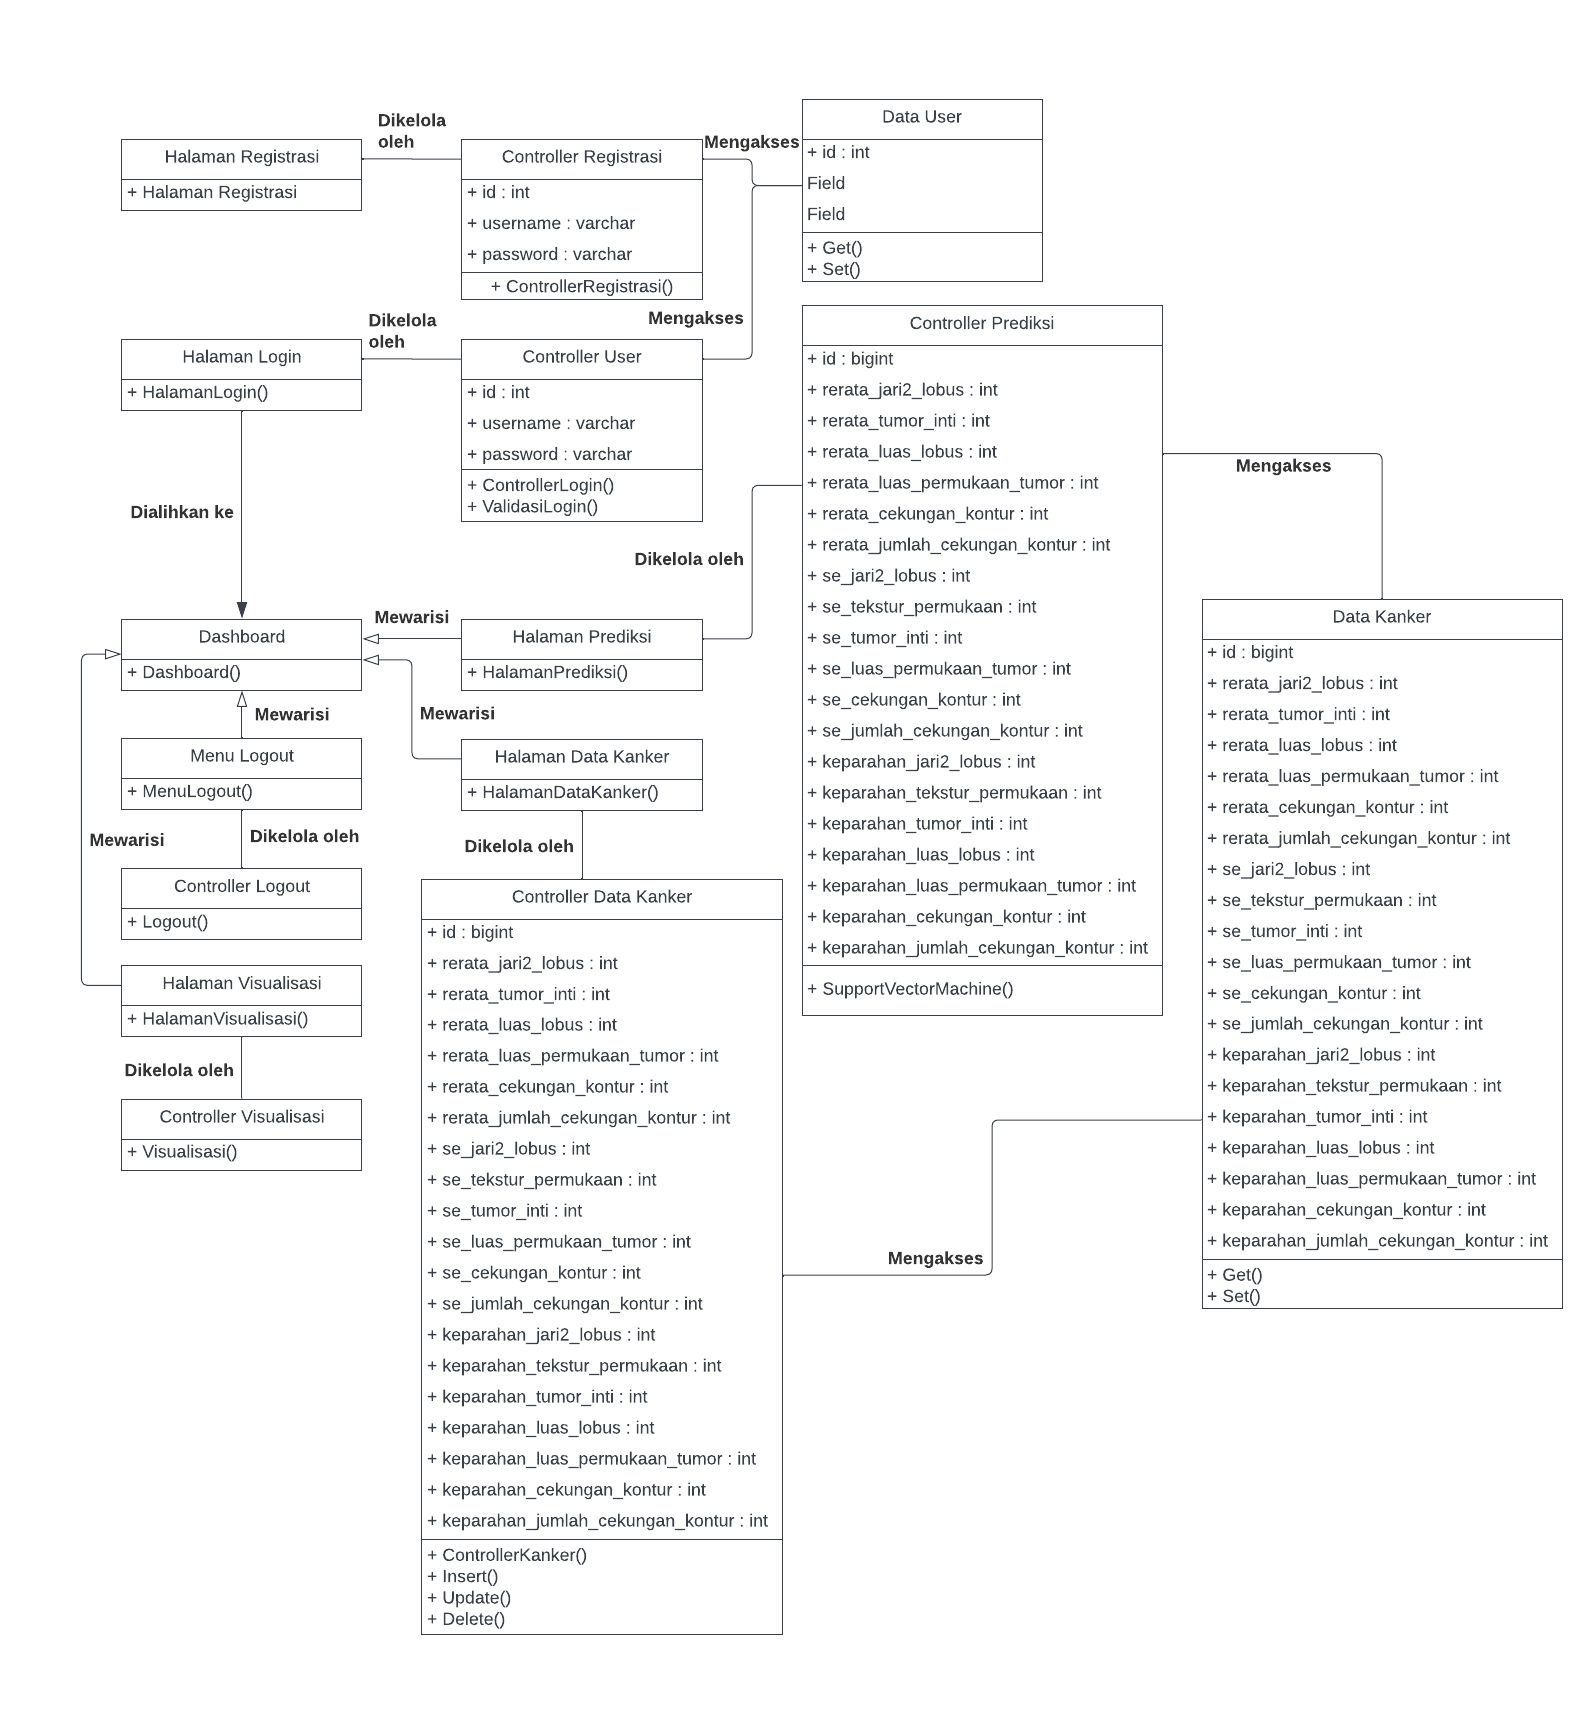 Dikelola
oleh
Halaman Registrasi
+ Halaman Registrasi
Controller Registrasi
+ id : int
+ username : varchar
+ password : varchar
+ ControllerRegistrasi()
Mengakses
Data User
+ id : int
Field
Field
+ Get()
+ Set()
Dikelola
oleh
Mengakses
Halaman Login
+ HalamanLogin()
Controller User
+ id : int
+ username : varchar
+ password : varchar
+ ControllerLogin()
+ ValidasiLogin()
Controller Prediksi
+ id : bigint
+ rerata_jari2_lobus : int
+ rerata_tumor_inti : int
+ rerata_luas_lobus : int
+ rerata_luas_permukaan_tumor : int
+ rerata_cekungan_kontur : int
+ rerata_jumlah_cekungan_kontur : int
+ se_jari2_lobus : int
+ se_tekstur_permukaan : int
+ se_tumor_inti : int
+ se_luas_permukaan_tumor : int
+ se_cekungan_kontur : int
+ se_jumlah_cekungan_kontur : int
+ keparahan_jari2_lobus : int
+ keparahan_tekstur_permukaan : int
+ keparahan_tumor_inti : int
+ keparahan_luas_lobus : int
+ keparahan_luas_permukaan_tumor : int
+ keparahan_cekungan_kontur : int
+ keparahan_jumlah_cekungan_kontur : int
+ SupportVectorMachine()
Mengakses
Dialihkan ke
Dikelola oleh
Dashboard
+ Dashboard()
Mewarisi
Halaman Prediksi
+ HalamanPrediksi()
Mewarisi
Mewarisi
Menu Logout
+ MenuLogout()
Halaman Data Kanker
+ HalamanDataKanker()
Mewarisi
Dikelola oleh
Dikelola oleh
Controller Logout
+ Logout()
Halaman Visualisasi
+ HalamanVisualisasi()
Dikelola oleh
Controller Visualisasi
+ Visualisasi()
Controller Data Kanker
+ id : bigint
+ rerata_jari2_lobus : int
+ rerata_tumor_inti : int
+ rerata_luas_lobus : int
+ rerata_luas_permukaan_tumor : int
+ rerata_cekungan_kontur : int
+ rerata_jumlah_cekungan_kontur : int
+ se_jari2_lobus : int
+ se_tekstur_permukaan : int
+ se_tumor_inti : int
+ se_luas_permukaan_tumor : int
+ se_cekungan_kontur : int
+ se_jumlah_cekungan_kontur : int
+ keparahan_jari2_lobus : int
+ keparahan_tekstur_permukaan : int
+ keparahan_tumor_inti : int
+ keparahan_luas_lobus : int
+ keparahan_luas_permukaan_tumor : int
+ keparahan_cekungan_kontur : int
+ keparahan_jumlah_cekungan_kontur : int
+ ControllerKanker()
+ Insert()
+ Update()
+ Delete()
Mengakses
Data Kanker
+ id : bigint
+ rerata_jari2_lobus : int
+ rerata_tumor_inti : int
+ rerata_luas_lobus : int
+ rerata_luas_permukaan_tumor : int
+ rerata_cekungan_kontur : int
+ rerata_jumlah_cekungan_kontur : int
+ se_jari2_lobus : int
+ se_tekstur_permukaan : int
+ se_tumor_inti : int
+ se_luas_permukaan_tumor : int
+ se_cekungan_kontur : int
+ se_jumlah_cekungan_kontur : int
+ keparahan_jari2_lobus : int
+ keparahan_tekstur_permukaan : int
+ keparahan_tumor_inti : int
+ keparahan_luas_lobus : int
+ keparahan_luas_permukaan_tumor : int
+ keparahan_cekungan_kontur : int
+ keparahan_jumlah_cekungan_kontur : int
+ Get()
+ Set()